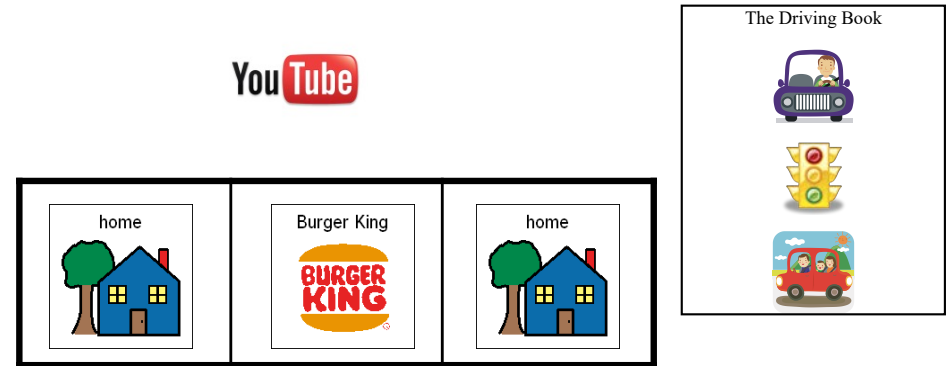 The Driving Book
YouTube
home
Burger King
home
BURGER
KING